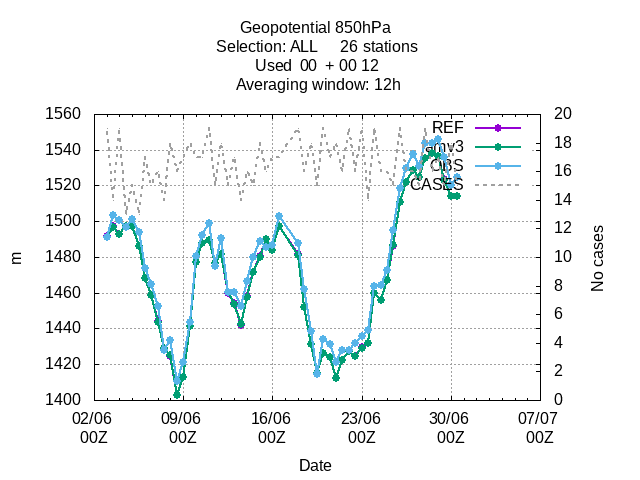 Geopotential 850hPa
Selection: ALL 26 stations
Used 00 + 00 12
Averaging window: 12h
1560
1540
1520
1500
1480
1460
1440
1420
1400
m
20
18
16
14
12
10
8
6
4
2
0
No cases
REF
amv3
OBS
CASES
02/06 09/06 16/06 23/06 30/06 07/07
00Z 00Z 00Z 00Z 00Z 00Z
Date